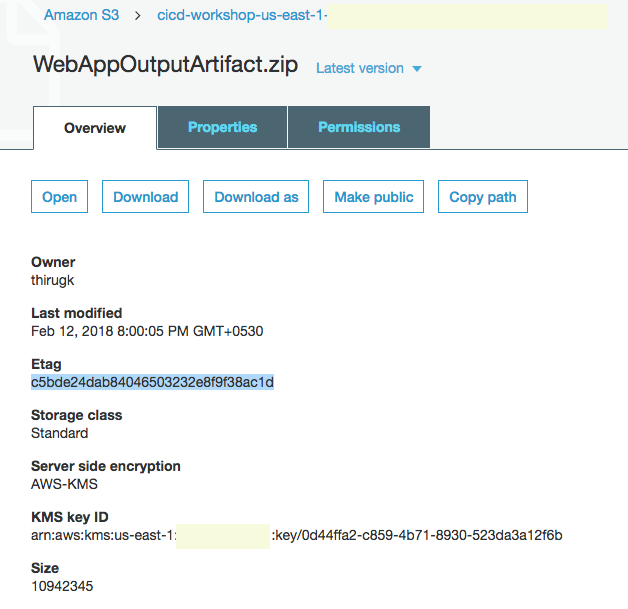 Amazon S3 > cicd-workshop-us-east-1-
WebAppOutputArtifact.zip Latest version
Overview Properties Permissions
Open Download Download as Make public Copy path
Owner
thirugk
Last modified
Feb 12, 2018 8:00:05 PM GMT+0530
Etag
c5bde24dab84046503232e8f9f38ac1d
Storage class
Standard
Server side encryption
AWS-KMS
KMS key ID
arn:aws:kms:us-east-1: :key/0d44ffa2-c859-4b71-8930-523da3a12f6b
Size
10942345